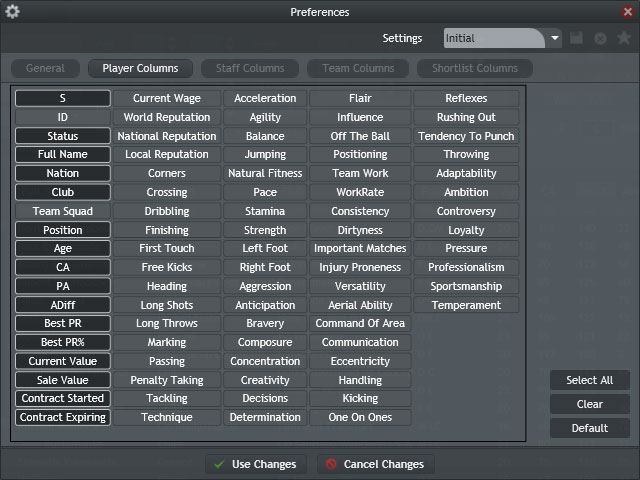 Preferences
Settings Initial
General Player Columns Staff Columns Team Columns Shortlist Columns
S Current Wage Acceleration Flair Reflexes
ID World Reputation Agility Influence Rushing Out
Status National Reputation Balance Off The Ball Tendency To Punch
Full Name Local Reputation Jumping Positioning Throwing
Nation Corners Natural Fitness Team Work Adaptability
Club Crossing Pace WorkRate Ambition
Team Squad Dribbling Stamina Consistency Controversy
Position Finishing Strength Dirtyness Loyalty
Age First Touch Left Foot Important Matches Pressure
CA Free Kicks Right Foot Injury Proneness Professionalism
PA Heading Aggression Versatility Sportsmanship
ADiff Long Shots Anticipation Aerial Ability Temperament
Best PR Long Throws Bravery Command Of Area
Best PR% Marking Composure Communication
Current Value Passing Concentration Eccentricity
Sale Value Penalty Taking Creativity Handling
Contract Started Tackling Decisions Kicking
Contract Expiring Technique Determination One On Ones
Select All
Clear
Default
Use Changes Cancel Changes